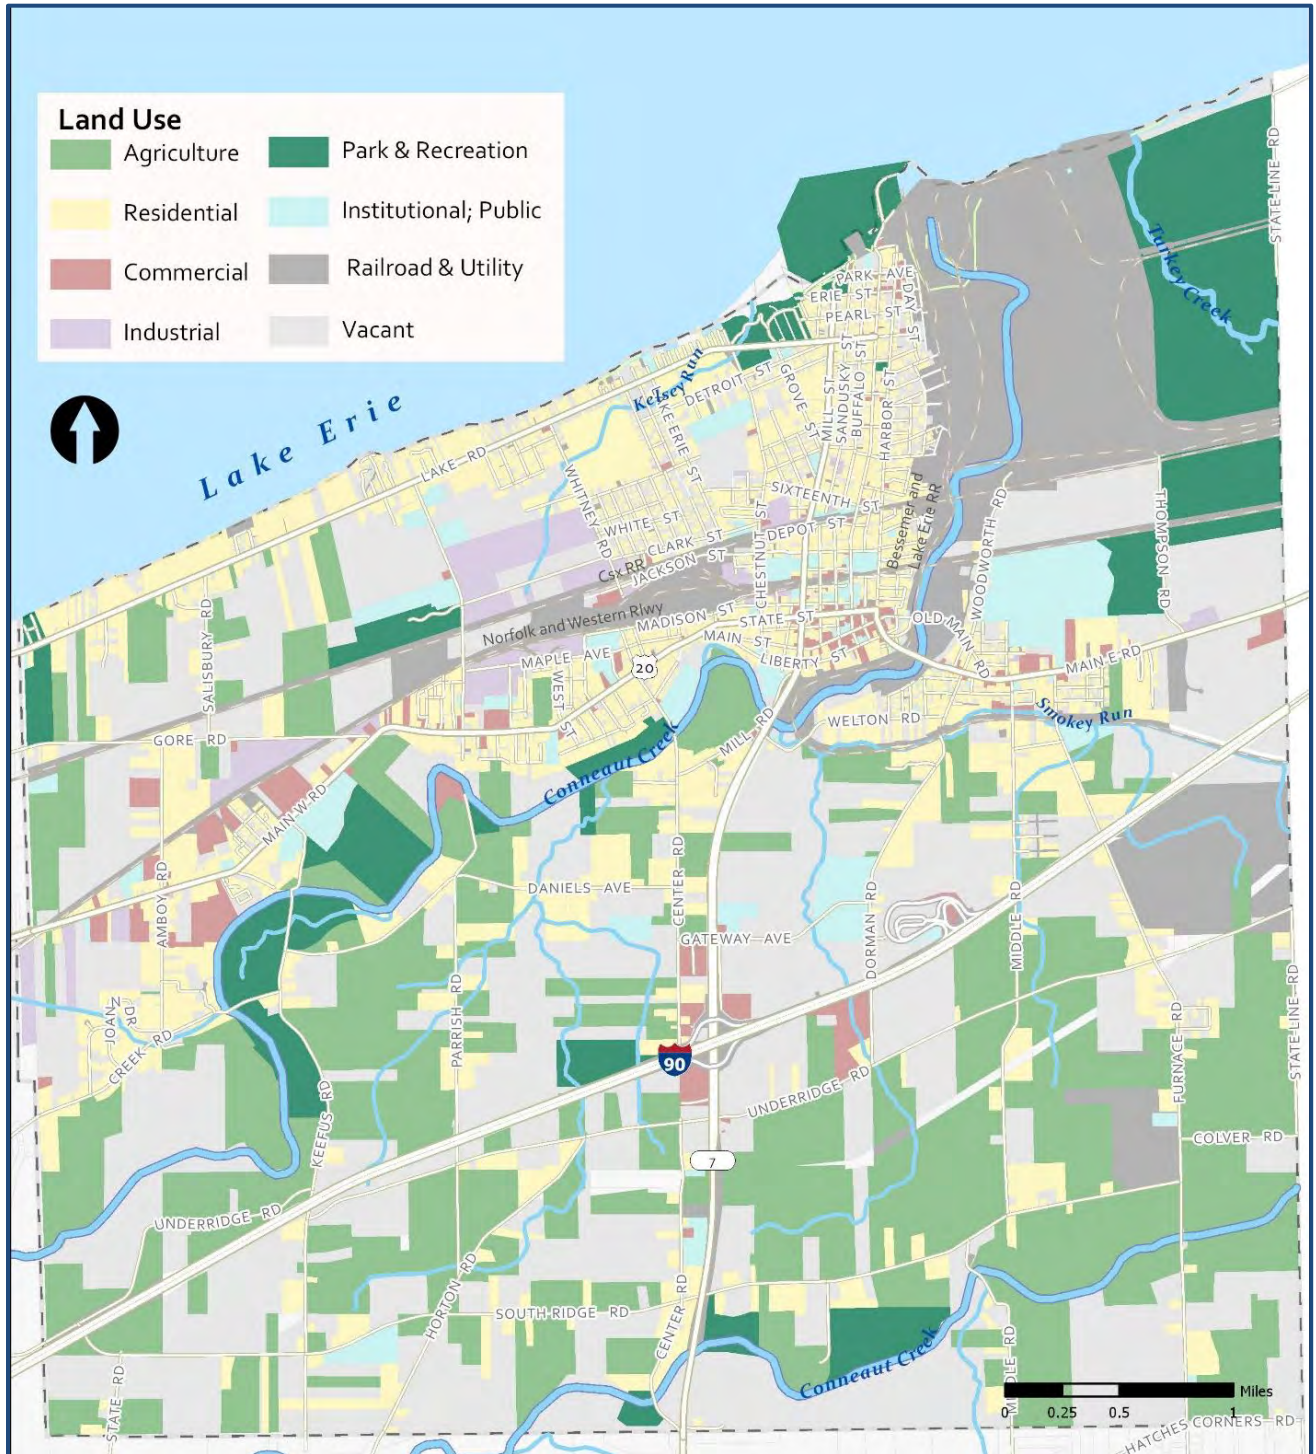 Land Use
Agriculture
Park & Recreation
Residential
Institutional; Public
Commercial
Railroad & Utility
Industrial
Vacant
Lake Erie
STATE-LINE RD
Turkey Creek
PARK AVE
ERIE ST
DAY ST
PEARL ST
Kelsey Run
DETROIT ST
GROVE ST
MILL ST
SANDUSKY ST
BUFFALO ST
HARBOR ST
LAKE RD
LAKE ERIE ST
WHITNEY RD
SIXTEENTH ST
WHITE ST
CLARK ST
DEPOT ST
CHESTNUT ST
JACKSON ST
Csx RR
Bessemer and
Lake Erie RR
WOODWORTH RD
THOMPSON RD
Norfolk and Western Rlwy
MADISON ST
STATE ST
OLD MAIN RD
MAIN ST
LIBERTY ST
MAPLE AVE
WEST ST
20
MAIN-E-RD
SALISBURY RD
GORE RD
MILL RD
WELTON RD
Smokey Run
Conneaut Creek
MAIN-W-RD
AMBOY RD
DANIELS AVE
CENTER RD
GATEWAY AVE
DORMAN RD
MIDDLE RD
PARRISH RD
JOAN
DR
CREEK RD
KEEFUS RD
90
UNDERRIDGE RD
FURNACE RD
STATE-LINE RD
COLVER RD
7
UNDERRIDGE RD
HORTON RD
SOUTH RIDGE RD
CENTER RD
Conneaut Creek
MIDDLE RD
STATE RD
Miles
0
0.25
0.5
1
HATCHES CORNERS RD